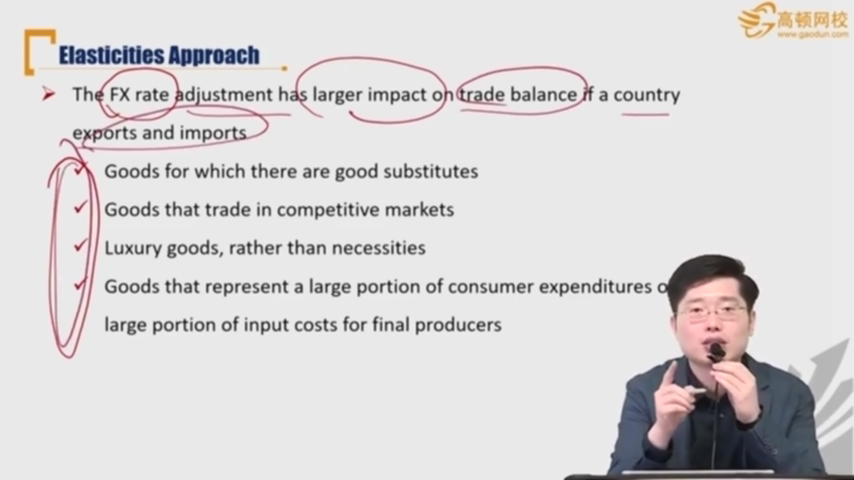 高顿网校
www.gaodun.com
Elasticities Approach
The FX rate adjustment has larger impact on trade balance if a country
exports and imports
Goods for which there are good substitutes
Goods that trade in competitive markets
Luxury goods, rather than necessities
Goods that represent a large portion of consumer expenditures
large portion of input costs for final producers